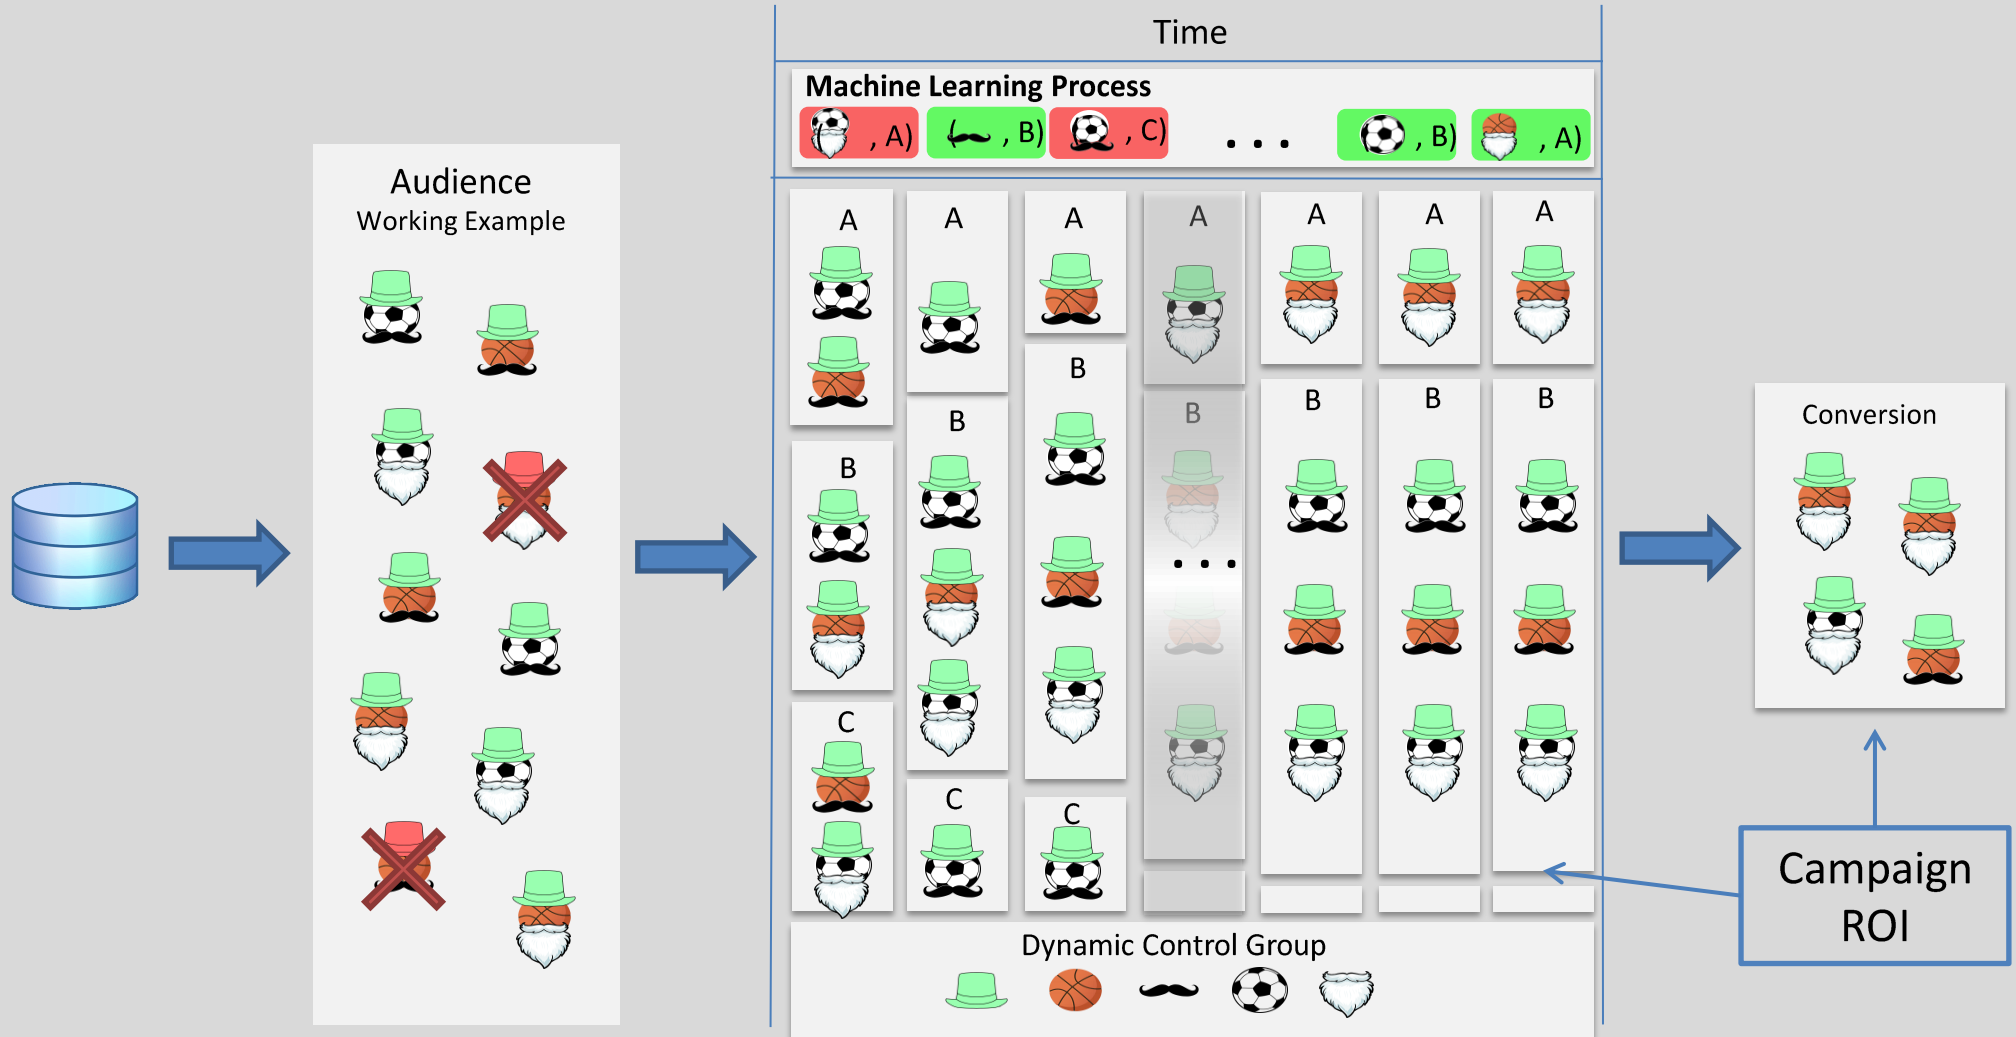 Time
Machine Learning Process
( , A)
( , B)
, C)
. . .
, B)
, A)
Audience
Working Example
A
B
C
A
B
C
A
B
C
A
B
. . .
A
B
A
B
A
B
Conversion
Campaign
ROI
Dynamic Control Group